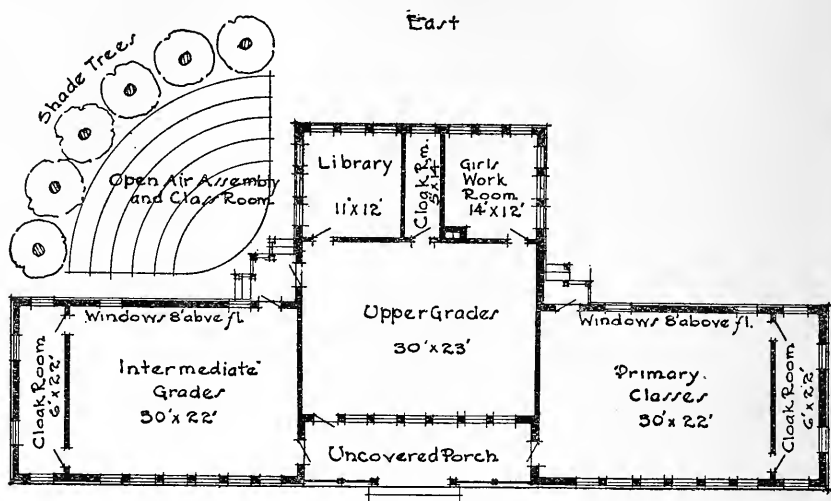 East
Shade Trees
Open Air Assembly
and Class Room
Library
11'x12'
Cloak Rm.
5'x14'
Girls
Work
Room
14'x12'
Upper Grades
30'x23'
Windows 8'above fl.
Intermediate
Grades
30'x22'
Cloak Room
6'x22'
Windows 8'above fl.
Primary.
Classes
30'x22'
Cloak Room
6'x22'
Uncovered Porch